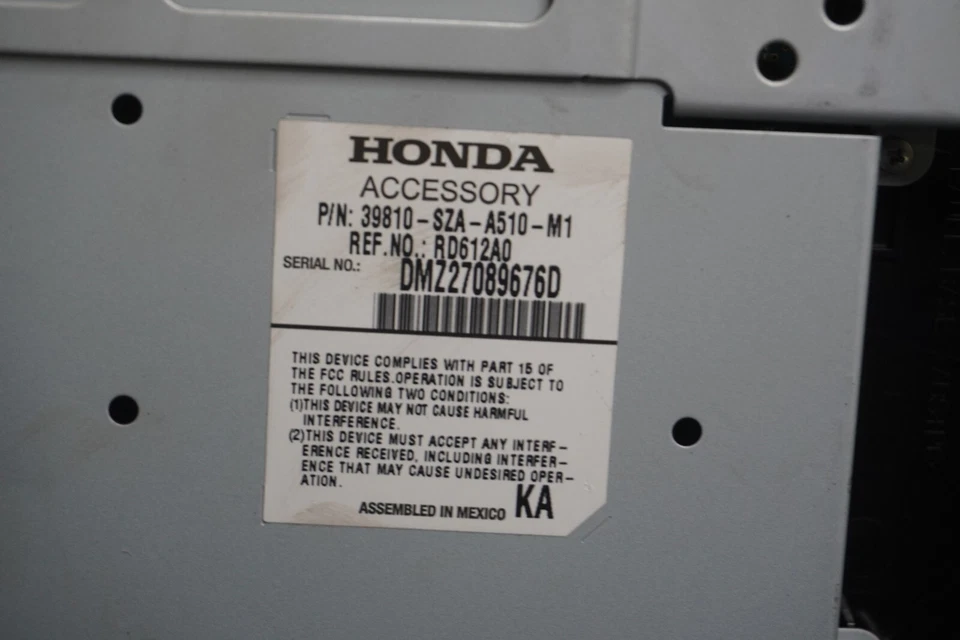 HONDA
ACCESSORY
P/N: 39810-SZA-A510-M1
REF.NO.: RD612A0
SERIAL NO.: DMZ27089676D
THIS DEVICE COMPLIES WITH PART 15 OF
THE FCC RULES.OPERATION IS SUBJECT TO
THE FOLLOWING TWO CONDITIONS:
(1)THIS DEVICE MAY NOT CAUSE HARMFUL
INTERFERENCE.
(2)THIS DEVICE MUST ACCEPT ANY INTERF-
ERENCE RECEIVED, INCLUDING INTERFER-
ENCE THAT MAY CAUSE UNDESIRED OPER-
ATION.
ASSEMBLED IN MEXICO KA